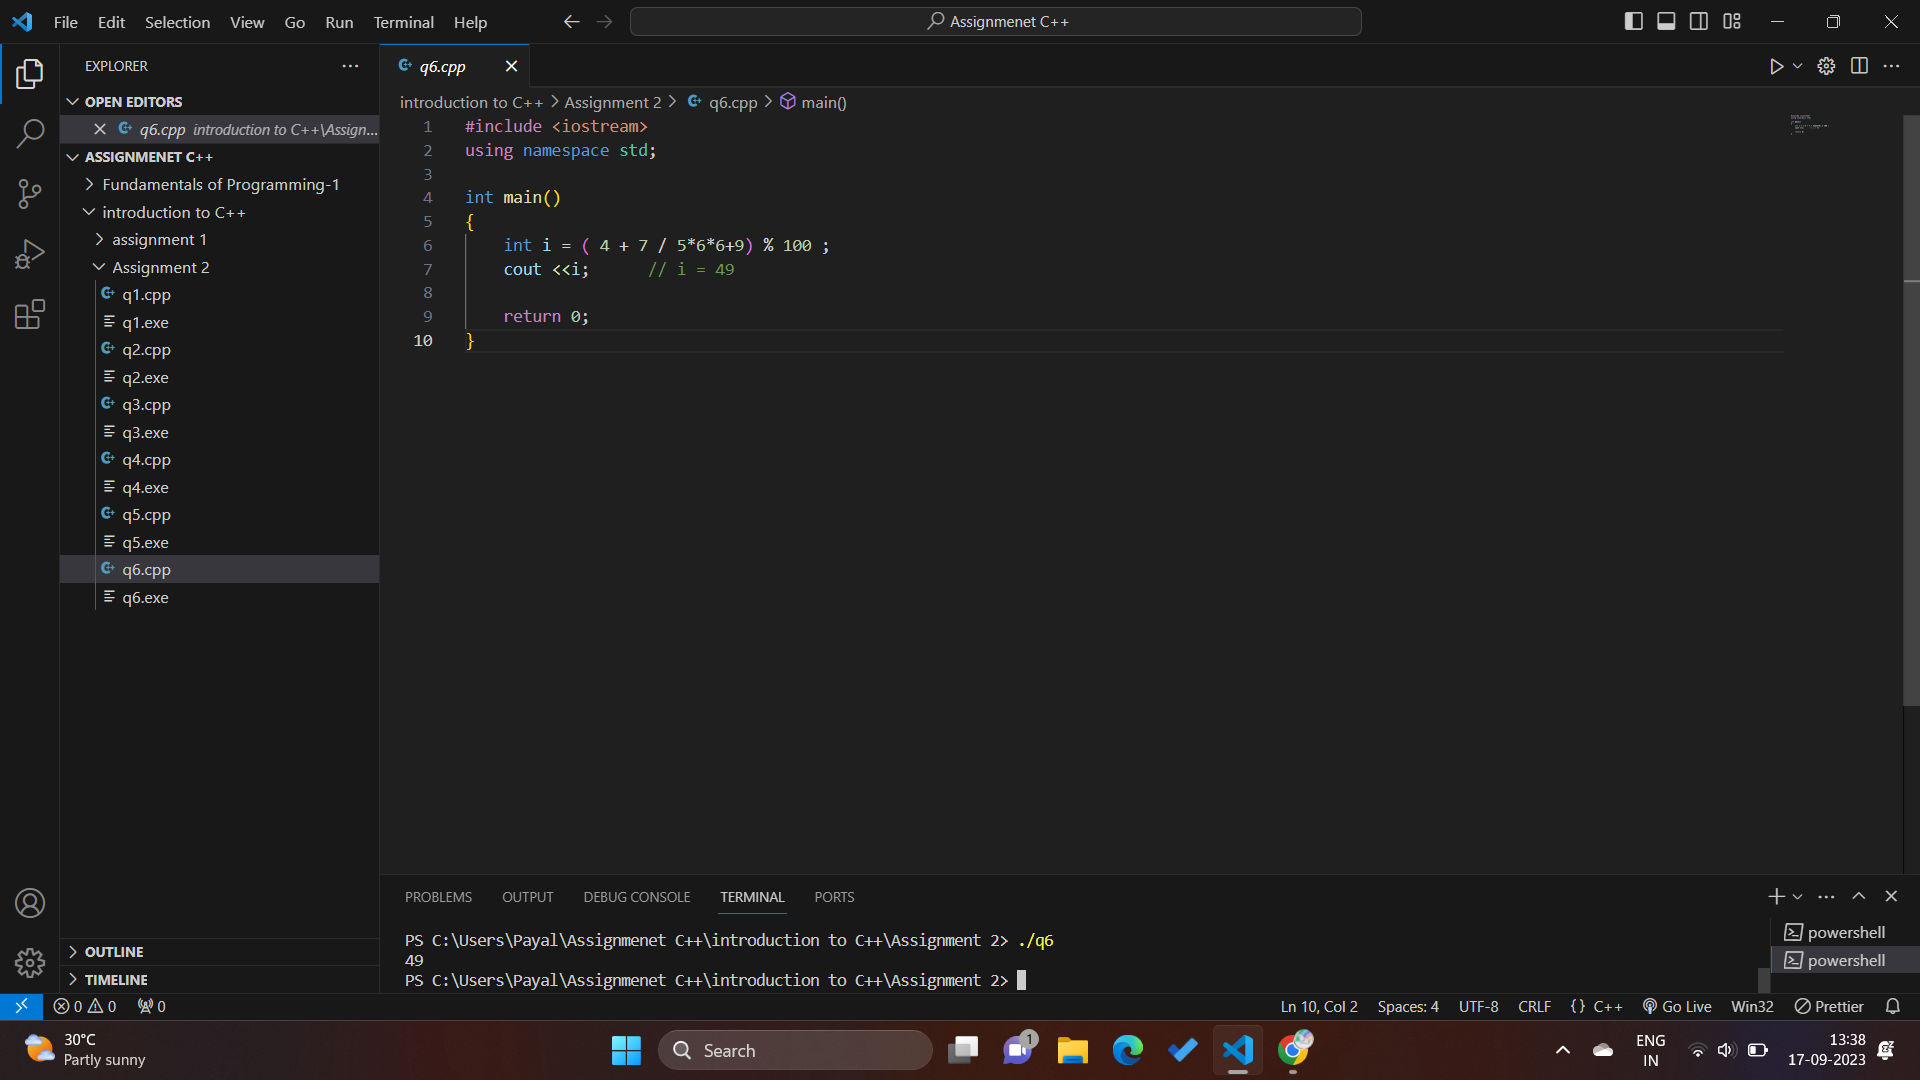 File Edit Selection View Go Run Terminal Help
Assignmenet C++
EXPLORER
OPEN EDITORS
q6.cpp introduction to C++\Assign...
ASSIGNMENET C++
Fundamentals of Programming-1
introduction to C++
assignment 1
Assignment 2
q1.cpp
q1.exe
q2.cpp
q2.exe
q3.cpp
q3.exe
q4.cpp
q4.exe
q5.cpp
q5.exe
q6.cpp
q6.exe
OUTLINE
TIMELINE
q6.cpp
introduction to C++ > Assignment 2 > q6.cpp > main()
1 #include <iostream>
2 using namespace std;
3
4 int main()
5 {
6 int i = ( 4 + 7 / 5*6*6+9) % 100 ;
7 cout <<i; // i = 49
8
9 return 0;
10 }
PROBLEMS OUTPUT DEBUG CONSOLE TERMINAL PORTS
PS C:\Users\Payal\Assignmenet C++\introduction to C++\Assignment 2> ./q6
49
PS C:\Users\Payal\Assignmenet C++\introduction to C++\Assignment 2>
powershell
powershell
0 0 0 Ln 10, Col 2 Spaces: 4 UTF-8 CRLF {} C++ Go Live Win32 Prettier
30°C
Partly sunny
Search
1
ENG
IN
13:38
17-09-2023